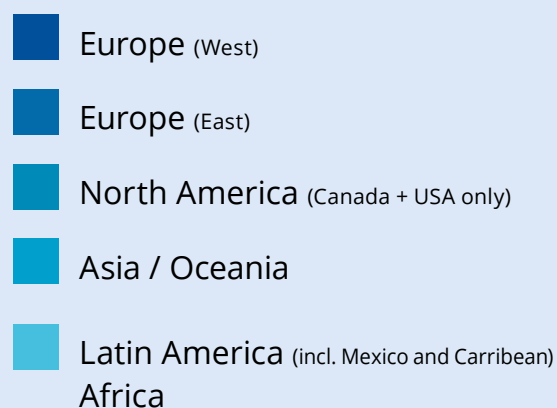 Europe (West)
Europe (East)
North America (Canada + USA only)
Asia / Oceania
Latin America (incl. Mexico and Carribean)
Africa